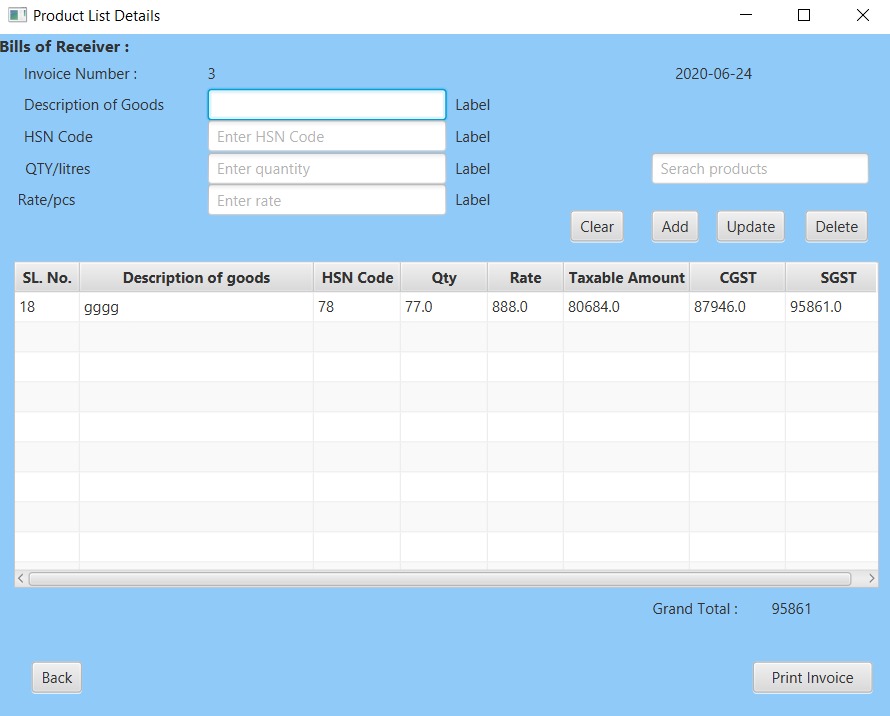 Product List Details
Bills of Receiver :
Invoice Number : 3 2020-06-24
Description of Goods Label
HSN Code Enter HSN Code Label
QTY/litres Enter quantity Label Serach products
Rate/pcs Enter rate Label
Clear Add Update Delete
SL. No. Description of goods HSN Code Qty Rate Taxable Amount CGST SGST
18 gggg 78 77.0 888.0 80684.0 87946.0 95861.0
Grand Total : 95861
Back Print Invoice